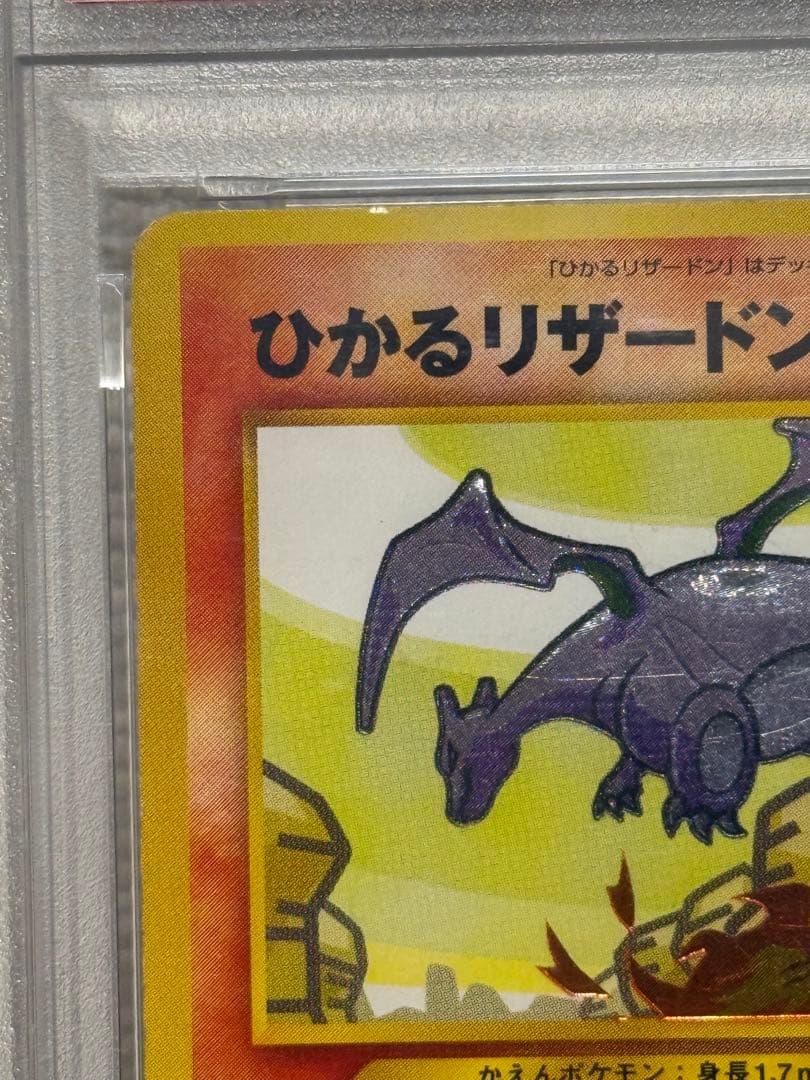 「ひかるリザードン」はデッ
ひかるリザードン
かえんポケモン：身長1.7m